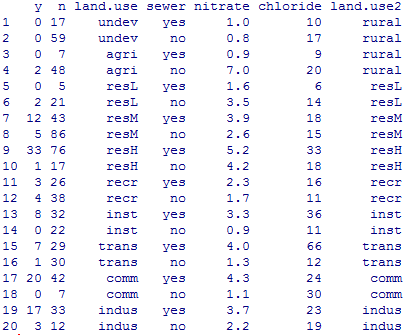 y n land.use sewer nitrate chloride land.use2
1 0 17 undev yes 1.0 10 rural
2 0 59 undev no 0.8 17 rural
3 0 7 agri yes 0.9 9 rural
4 2 48 agri no 7.0 20 rural
5 0 5 resL yes 1.6 6 resL
6 2 21 resL no 3.5 14 resL
7 12 43 resM yes 3.9 18 resM
8 5 86 resM no 2.6 15 resM
9 33 76 resH yes 5.2 33 resH
10 1 17 resH no 4.2 18 resH
11 3 26 recr yes 2.3 16 recr
12 4 38 recr no 1.7 11 recr
13 8 32 inst yes 3.3 36 inst
14 0 22 inst no 0.9 11 inst
15 7 29 trans yes 4.0 66 trans
16 1 30 trans no 1.3 12 trans
17 20 42 comm yes 4.3 24 comm
18 0 7 comm no 1.1 30 comm
19 17 33 indus yes 3.7 23 indus
20 3 12 indus no 2.2 19 indus